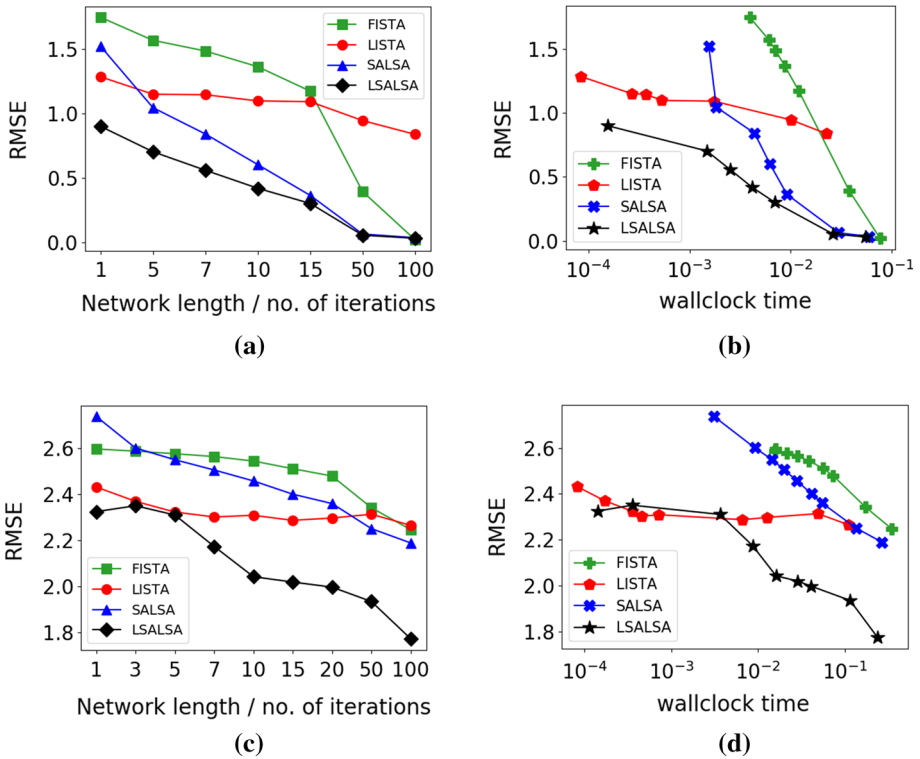 FISTA
LISTA
SALSA
LSALSA
1.5
1.0
0.5
0.0
RMSE
1 5 7 10 15 50 100
Network length / no. of iterations
(a)
1.5
1.0
0.5
0.0
RMSE
FISTA
LISTA
SALSA
LSALSA
10−4 10−3 10−2 10−1
wallclock time
(b)
2.6
2.4
2.2
2.0
1.8
RMSE
FISTA
LISTA
SALSA
LSALSA
1 3 5 7 10 15 20 50 100
Network length / no. of iterations
(c)
2.6
2.4
2.2
2.0
1.8
RMSE
FISTA
LISTA
SALSA
LSALSA
10−4 10−3 10−2 10−1
wallclock time
(d)